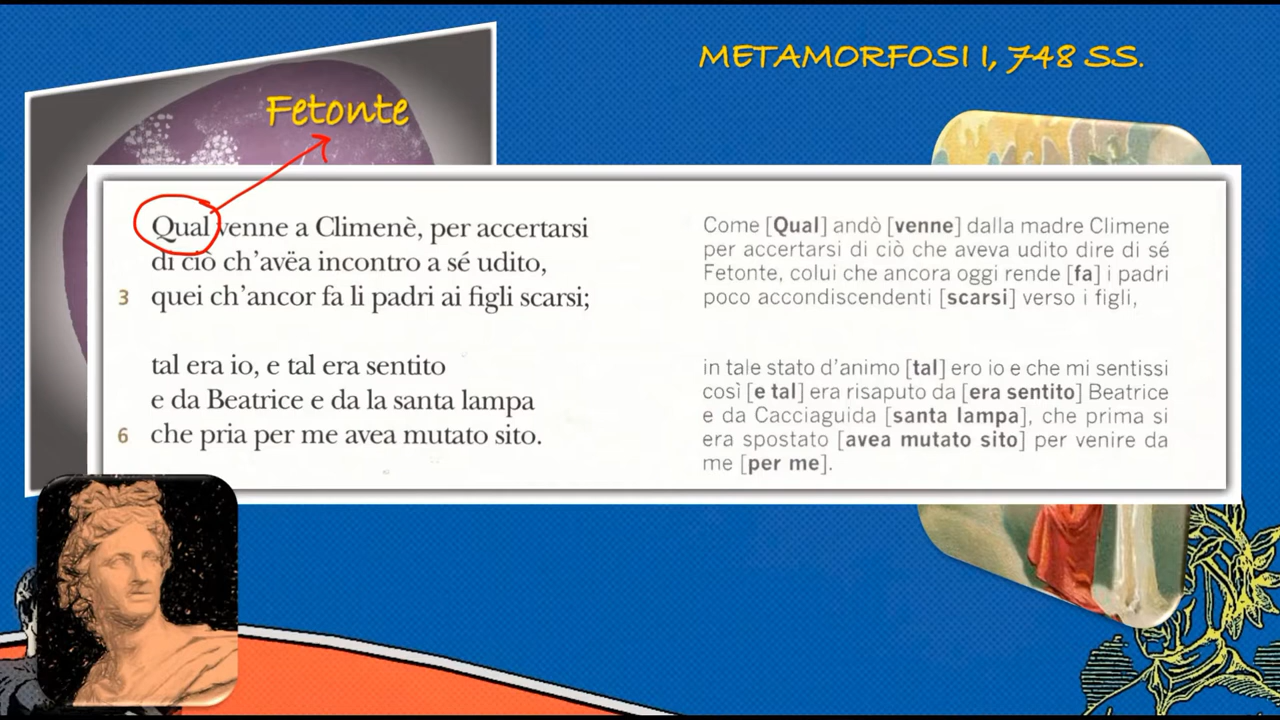 METAMORFOSI I, 748 SS.
Fetonte
Qual venne a Climenè, per accertarsi
di ciò ch'avëa incontro a sé udito,
3 quei ch'ancor fa li padri ai figli scarsi;
tal era io, e tal era sentito
e da Beatrice e da la santa lampa
6 che pria per me avea mutato sito.
Come [Qual] andò [venne] dalla madre Climene
per accertarsi di ciò che aveva udito dire di sé
Fetonte, colui che ancora oggi rende [fa] i padri
poco accondiscendenti [scarsi] verso i figli,
in tale stato d'animo [tal] ero io e che mi sentissi
così [e tal] era risaputo da [era sentito] Beatrice
e da Cacciaguida [santa lampa], che prima si
era spostato [avea mutato sito] per venire da
me [per me].